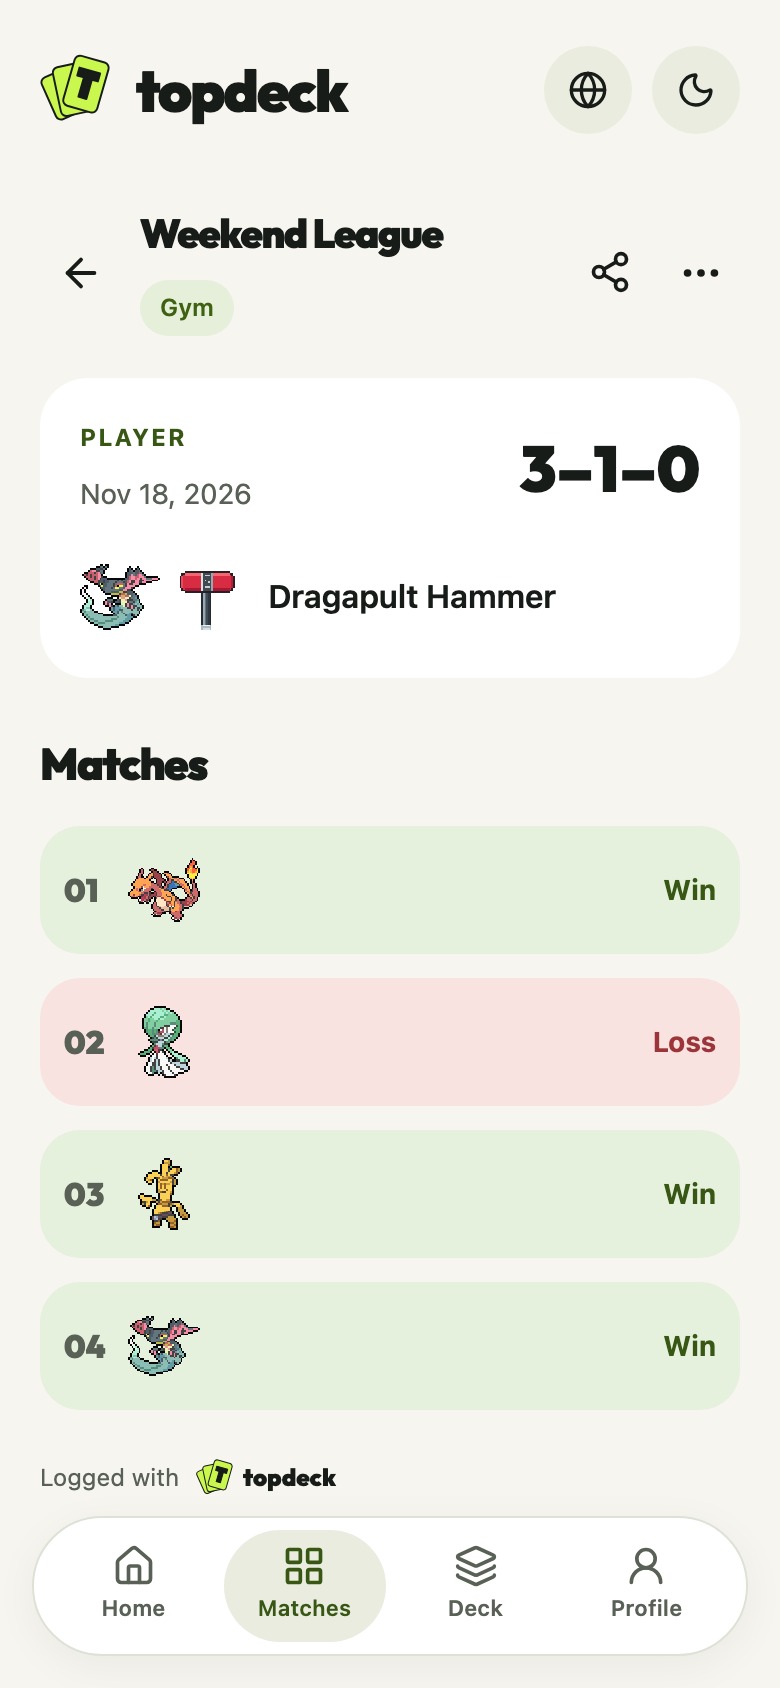 topdeck
Weekend League
Gym
PLAYER
Nov 18, 2026
3–1–0
Dragapult Hammer
Matches
01 Win
02 Loss
03 Win
04 Win
Logged with topdeck
Home Matches Deck Profile